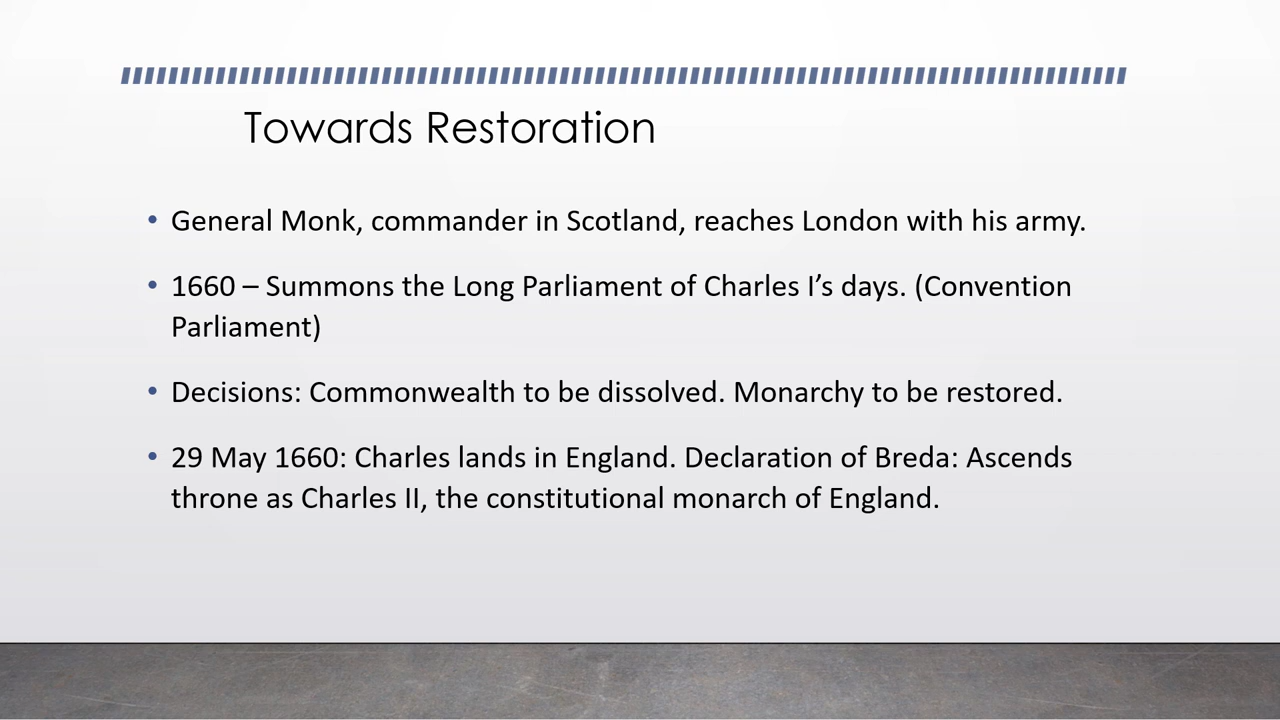 Towards Restoration
• General Monk, commander in Scotland, reaches London with his army.
• 1660 – Summons the Long Parliament of Charles I’s days. (Convention
Parliament)
• Decisions: Commonwealth to be dissolved. Monarchy to be restored.
• 29 May 1660: Charles lands in England. Declaration of Breda: Ascends
throne as Charles II, the constitutional monarch of England.